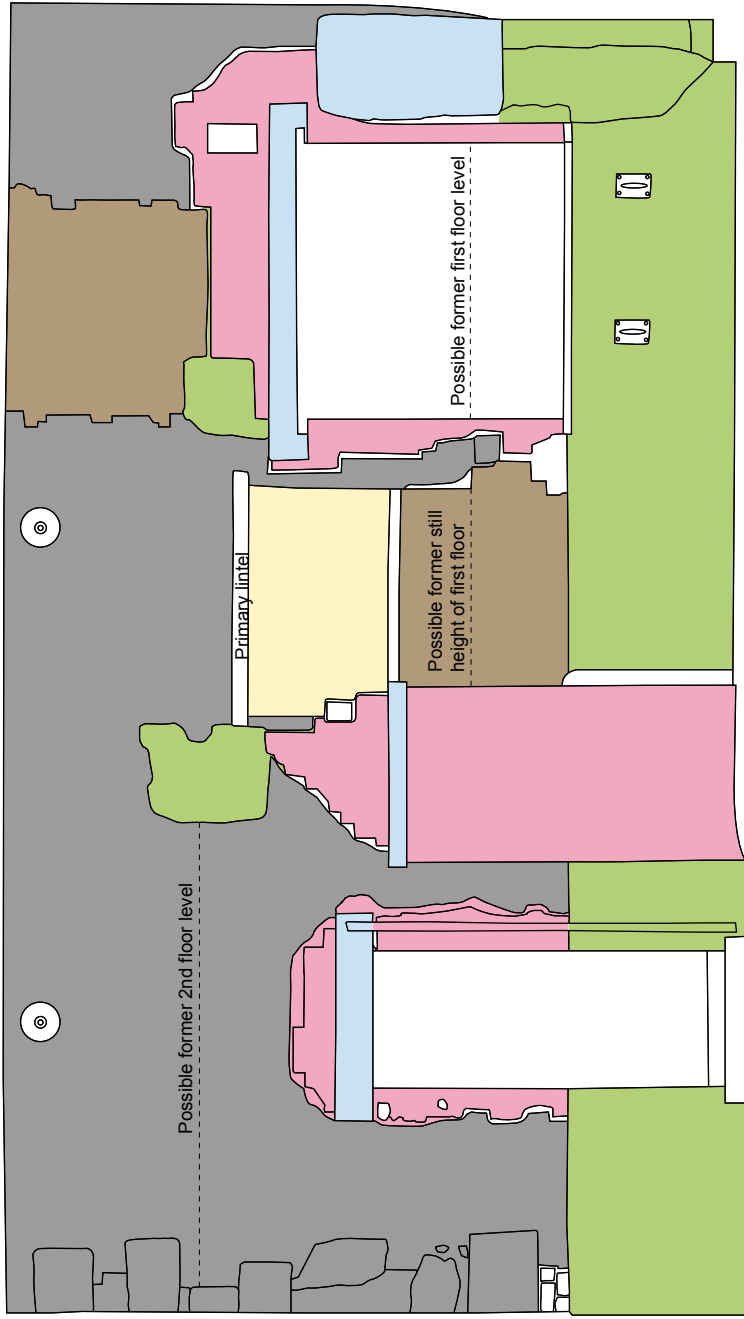 Possible former 2nd floor level
Primary lintel
Possible former still
height of first floor
Possible former first floor level